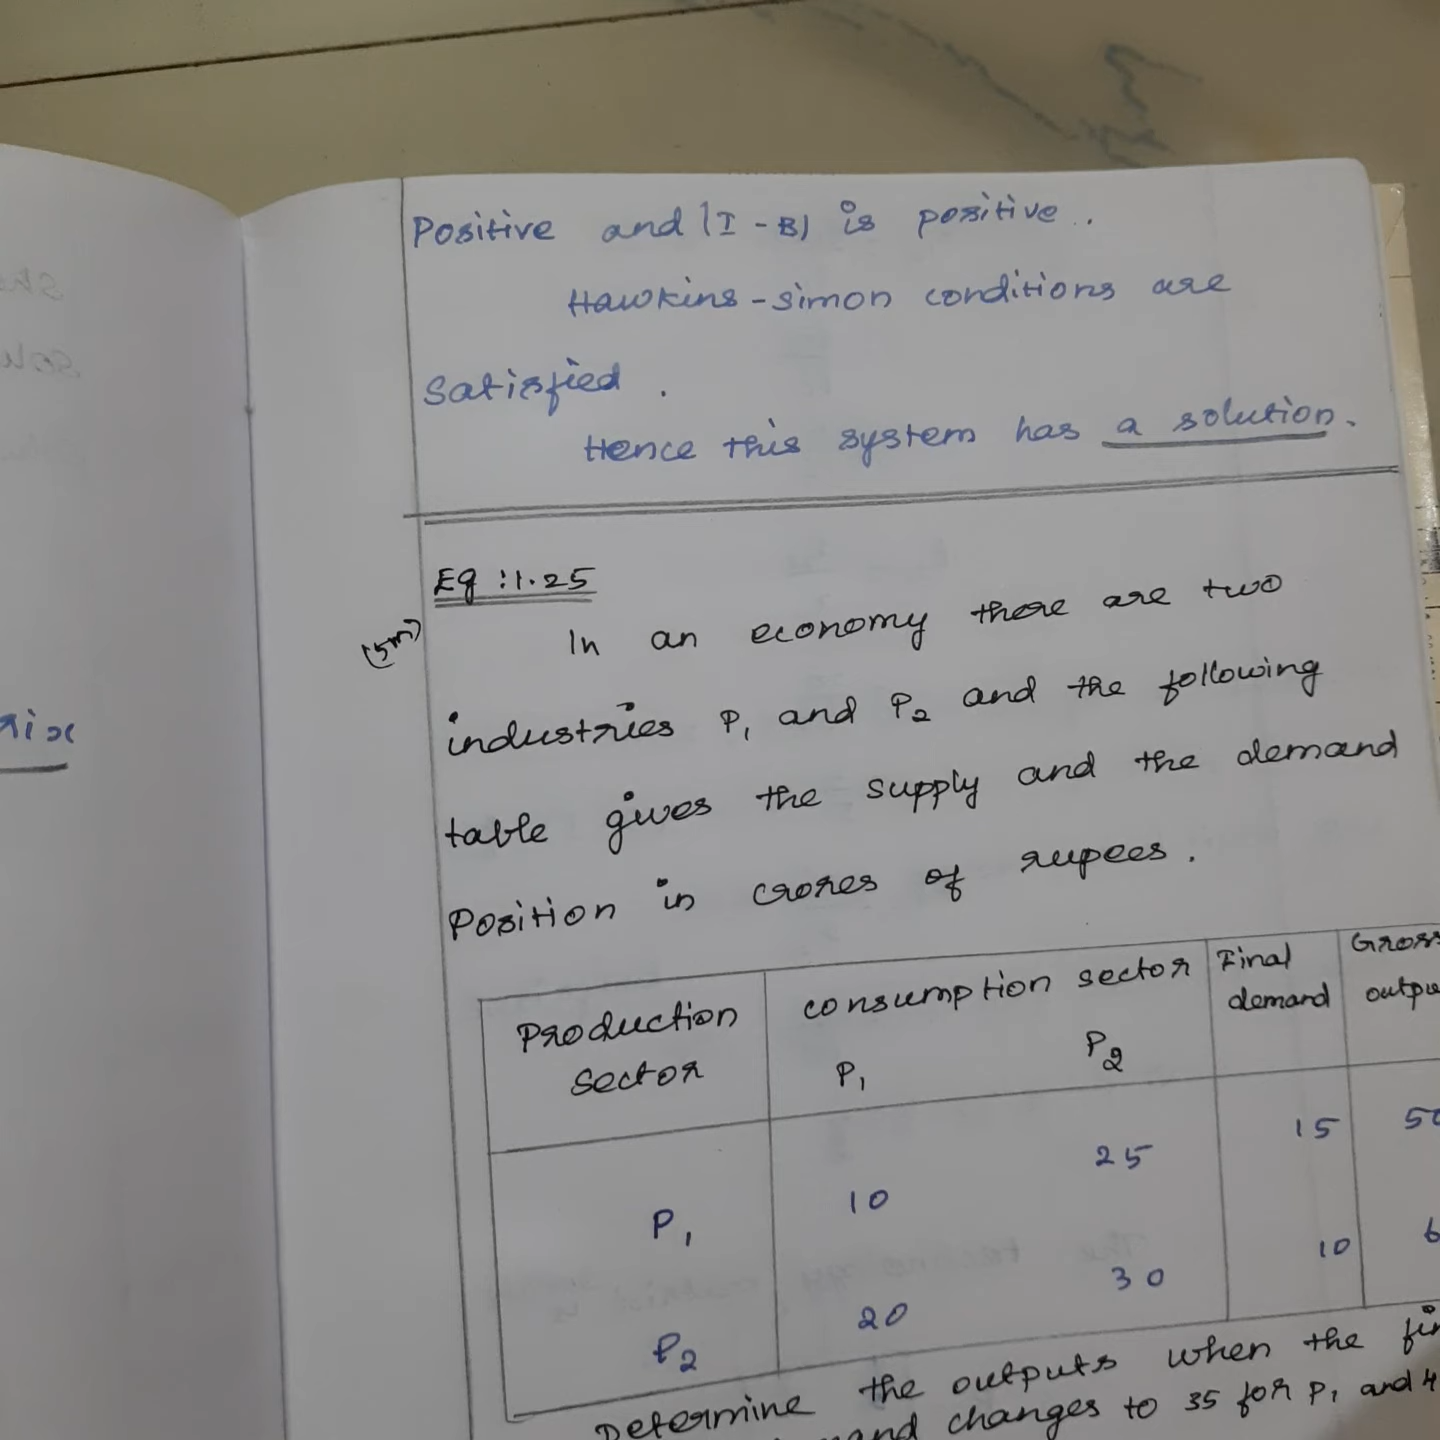 Positive and |I - B| is positive.
Hawkins-simon conditions are
Satisfied.
Hence this system has a solution.
Eg :1.25
(5m)
In an economy there are two
industries P1 and P2 and the following
table gives the supply and the demand
Position in crores of rupees.
Production sector consumption sector Final demand Gross
P1 P2
P1 10 25 15
P2 20 30 10
Determine the outputs when the
changes to 35 for P1 and